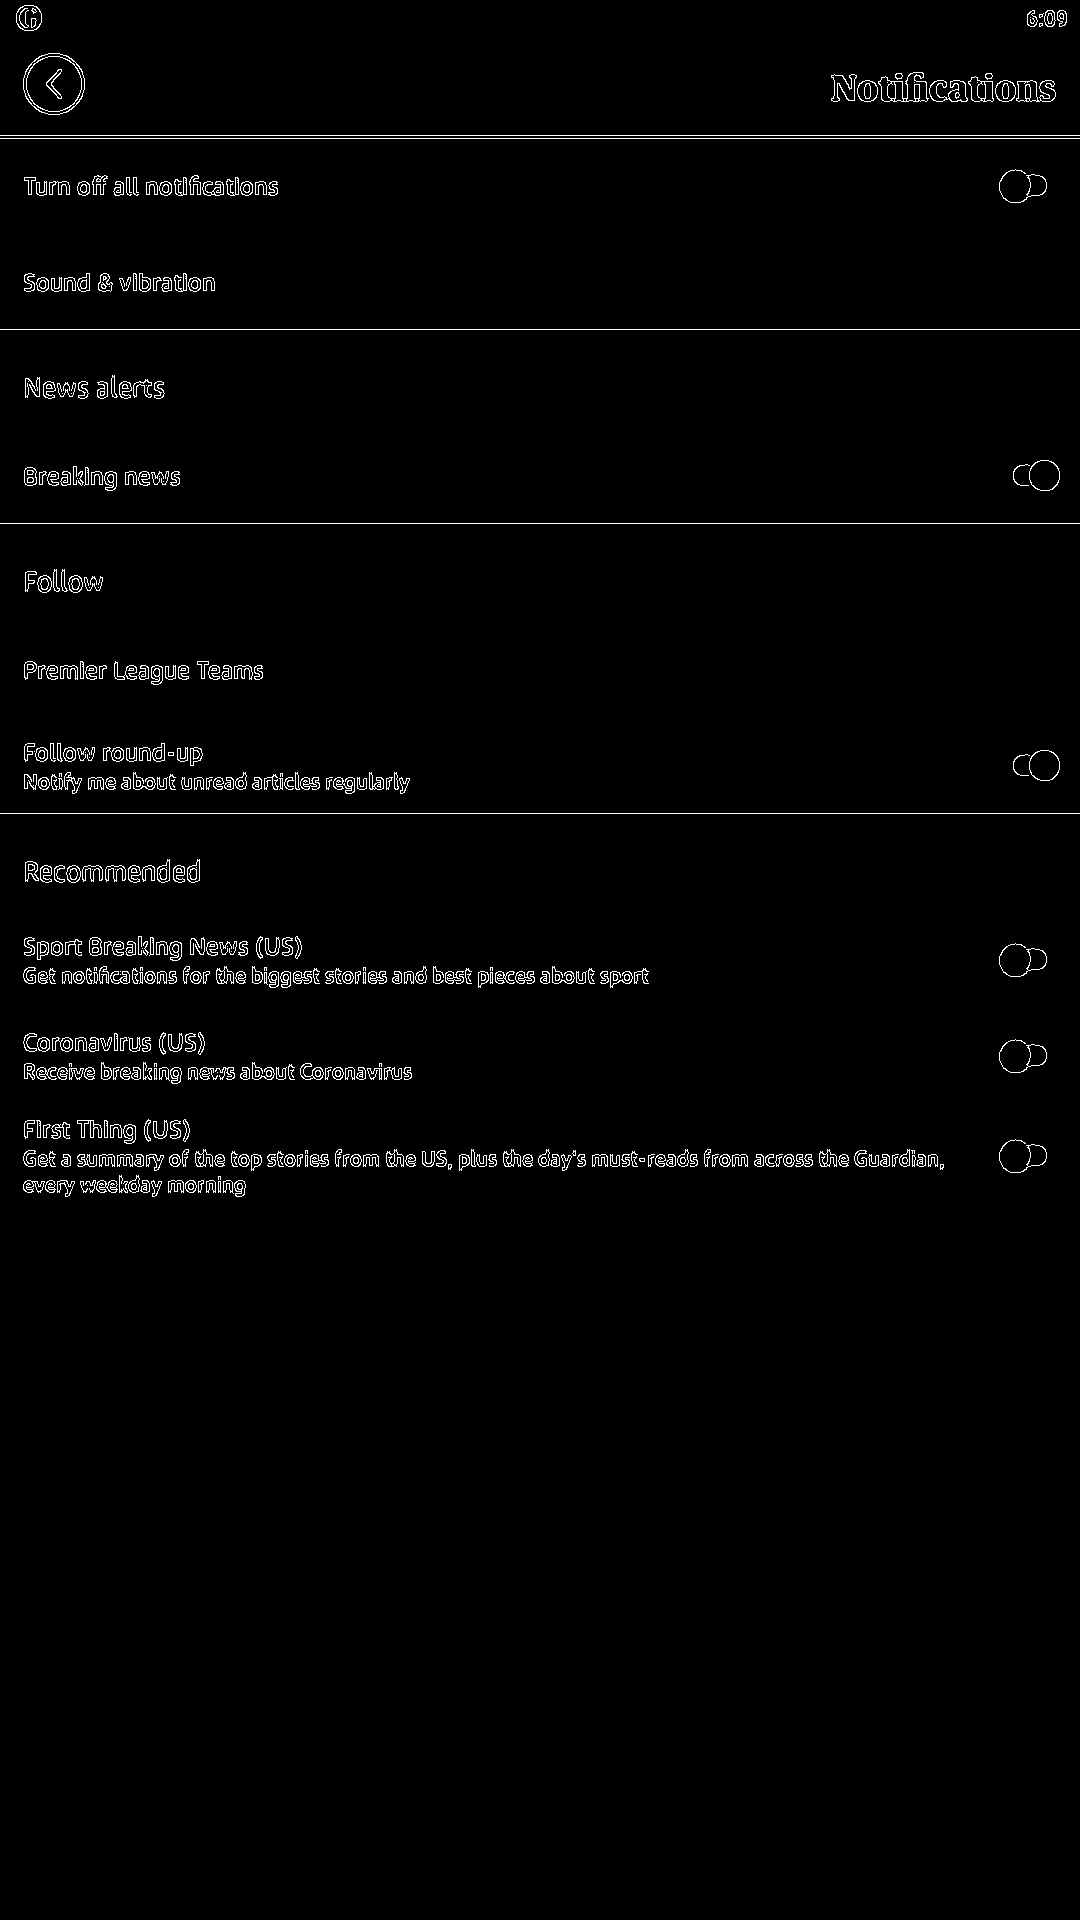 G
6:09
Notifications
Turn off all notifications
Sound & vibration
News alerts
Breaking news
Follow
Premier League Teams
Follow round-up
Notify me about unread articles regularly
Recommended
Sport Breaking News (US)
Get notifications for the biggest stories and best pieces about sport
Coronavirus (US)
Receive breaking news about Coronavirus
First Thing (US)
Get a summary of the top stories from the US, plus the day's must-reads from across the Guardian,
every weekday morning